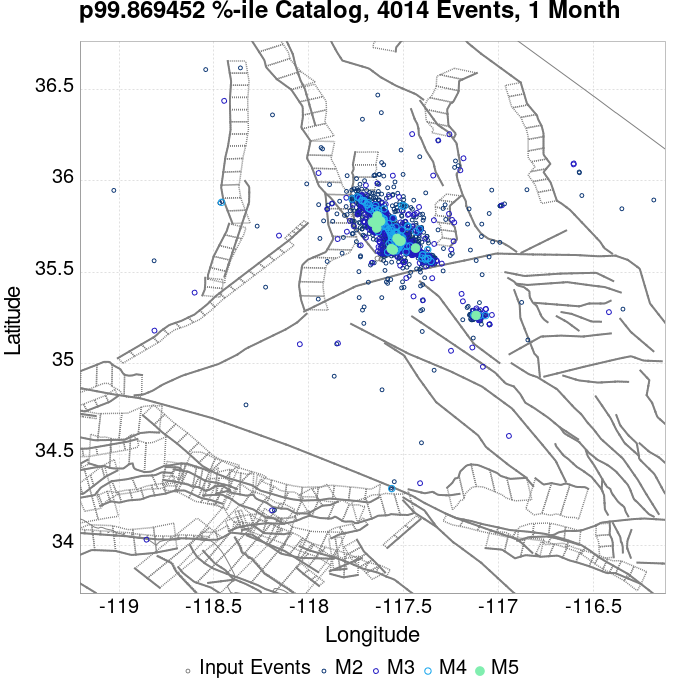 p99.869452 %-ile Catalog, 4014 Events, 1 Month
36.5
36
35.5
35
34.5
34
Latitude
-119 -118.5 -118 -117.5 -117 -116.5
Longitude
Input Events M2 M3 M4 M5